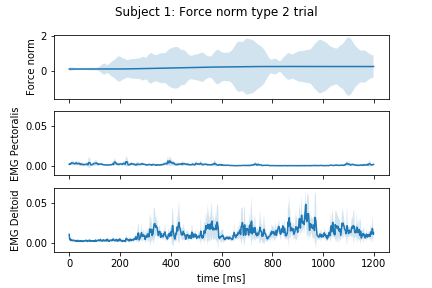 Subject 1: Force norm type 2 trial
Force norm
2
0
EMG Pectoralis
0.05
0.00
EMG Deltoid
0.05
0.00
0 200 400 600 800 1000 1200
time [ms]